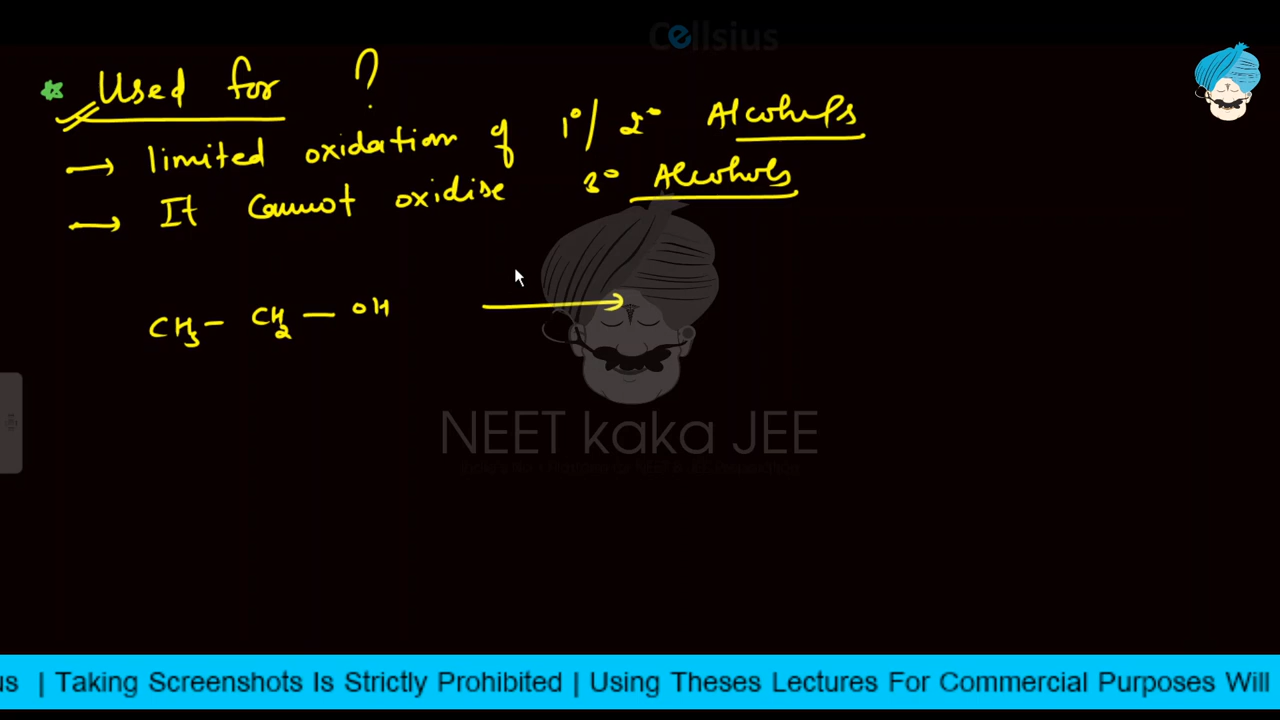 Cellsius
Used for ?
→ limited oxidation of 1°/2° Alcohols
→ It Cannot oxidise 3° Alcohols
CH3 – CH2 — OH ⟶
NEET kaka JEE
us | Taking Screenshots Is Strictly Prohibited | Using Theses Lectures For Commercial Purposes Will